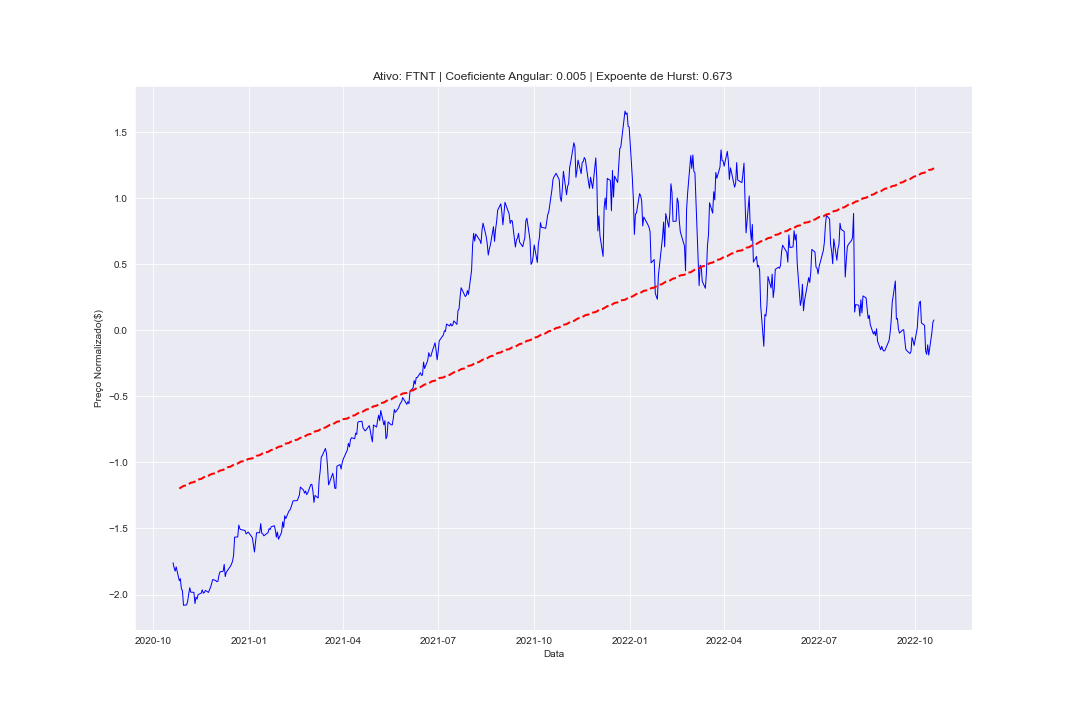 Ativo: FTNT | Coeficiente Angular: 0.005 | Expoente de Hurst: 0.673
1.5
1.0
0.5
0.0
−0.5
−1.0
−1.5
−2.0
Preço Normalizado($)
2020-10 2021-01 2021-04 2021-07 2021-10 2022-01 2022-04 2022-07 2022-10
Data